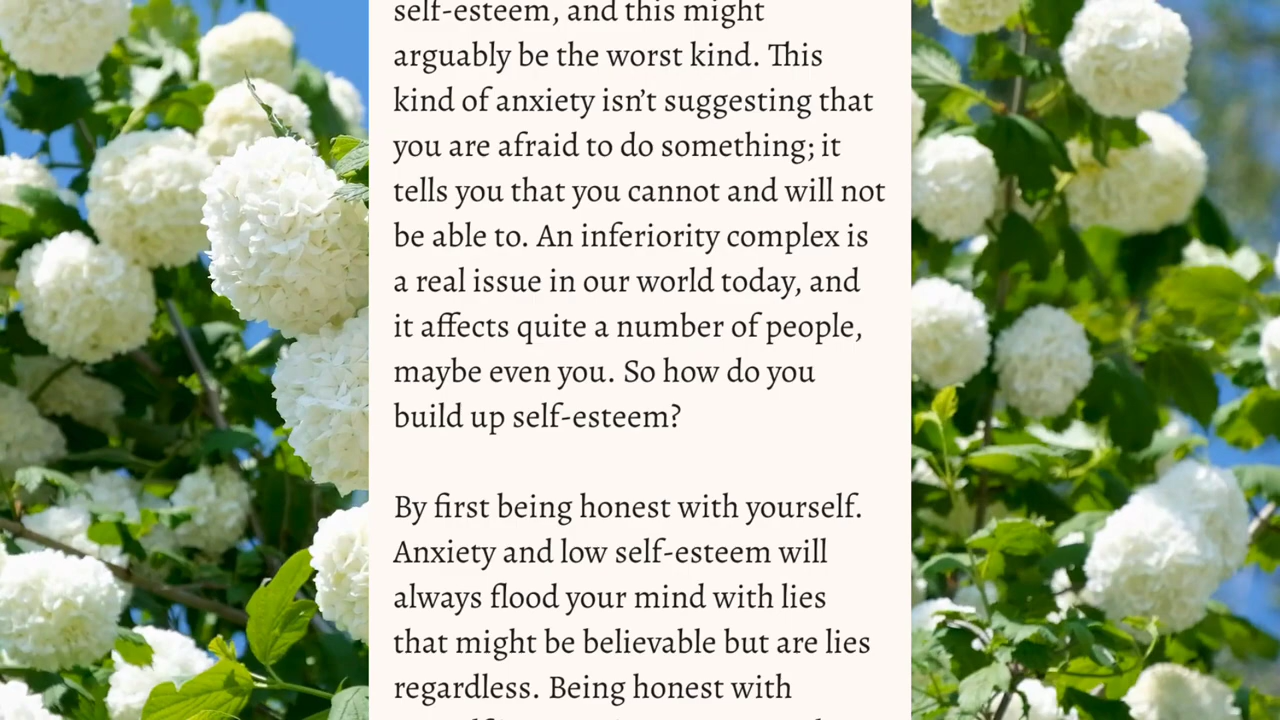 self-esteem, and this might
arguably be the worst kind. This
kind of anxiety isn't suggesting that
you are afraid to do something; it
tells you that you cannot and will not
be able to. An inferiority complex is
a real issue in our world today, and
it affects quite a number of people,
maybe even you. So how do you
build up self-esteem?
By first being honest with yourself.
Anxiety and low self-esteem will
always flood your mind with lies
that might be believable but are lies
regardless. Being honest with